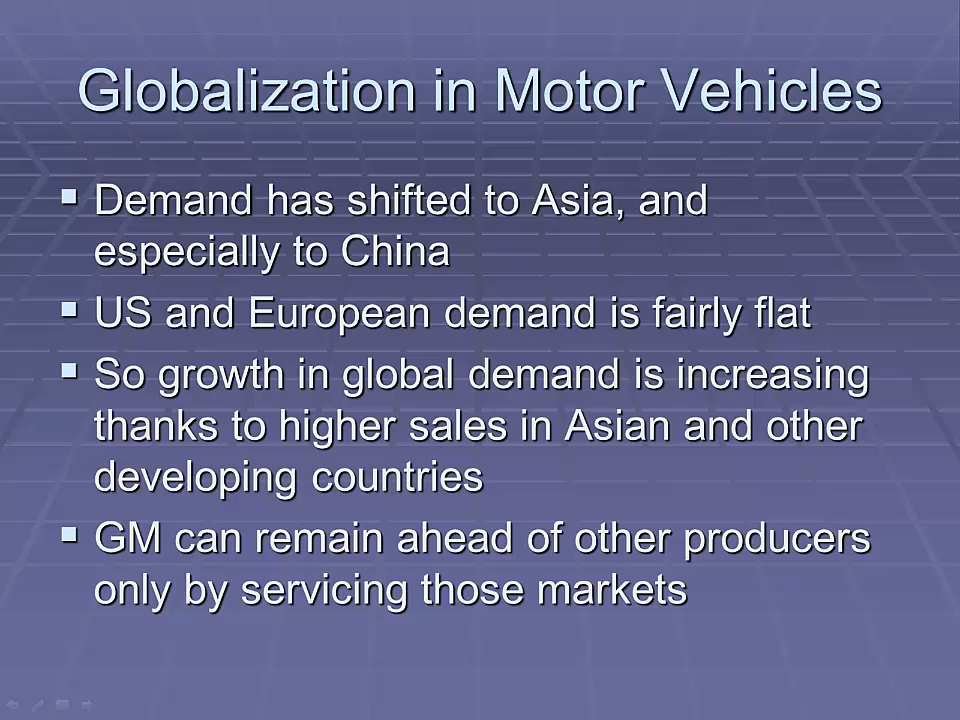 Globalization in Motor Vehicles
Demand has shifted to Asia, and
especially to China
US and European demand is fairly flat
So growth in global demand is increasing
thanks to higher sales in Asian and other
developing countries
GM can remain ahead of other producers
only by servicing those markets